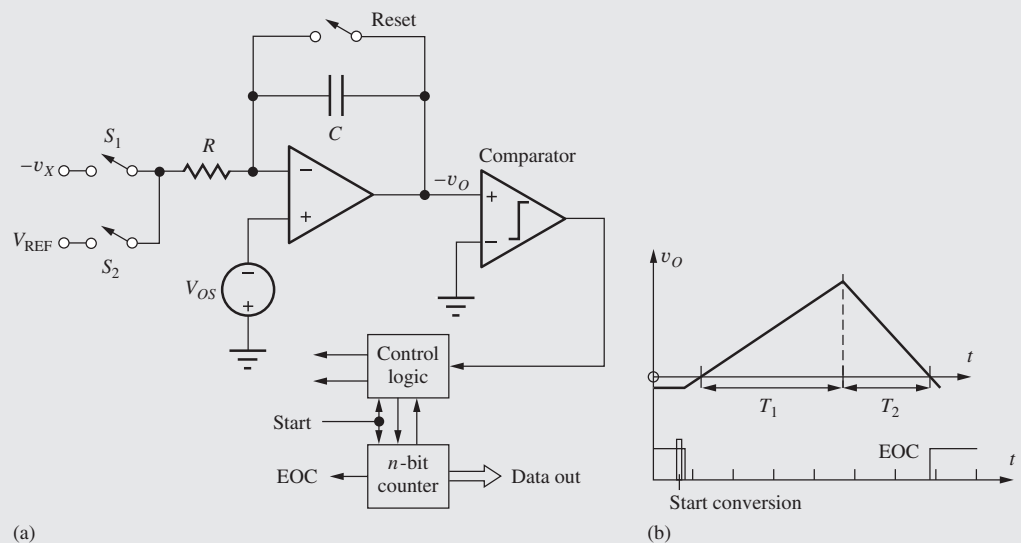 Reset
C
S1
R
−vX
VREF
S2
−
+
−vO
Comparator
+
−
VOS
−
+
Control
logic
Start
EOC
n-bit
counter
Data out
(a)
vO
t
T1
T2
EOC
t
Start conversion
(b)